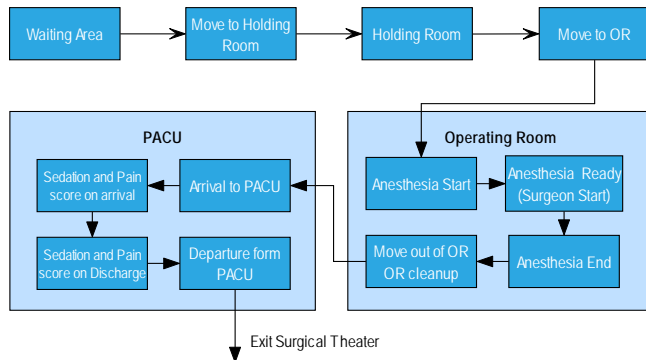 Waiting Area
Move to Holding
Room
Holding Room
Move to OR
PACU
Sedation and Pain
score on arrival
Arrival to PACU
Sedation and Pain
score on Discharge
Departure form
PACU
Operating Room
Anesthesia Start
Anesthesia Ready
(Surgeon Start)
Move out of OR
OR cleanup
Anesthesia End
Exit Surgical Theater